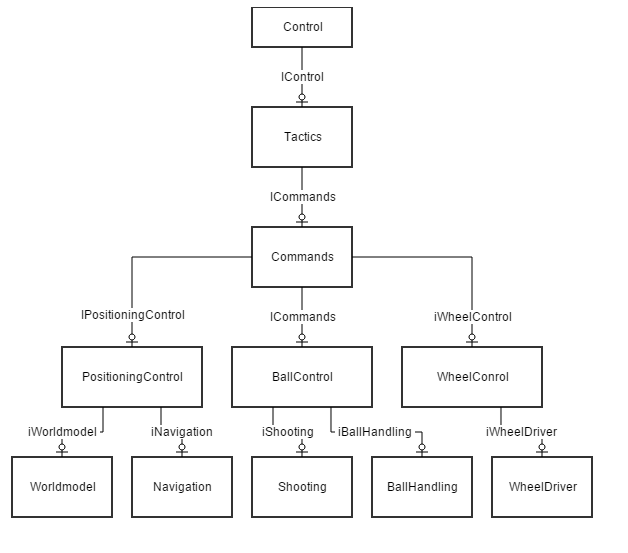 Control
IControl
Tactics
ICommands
Commands
IPositioningControl
ICommands
iWheelControl
PositioningControl
BallControl
WheelConrol
iWorldmodel
iNavigation
iShooting
iBallHandling
iWheelDriver
Worldmodel
Navigation
Shooting
BallHandling
WheelDriver